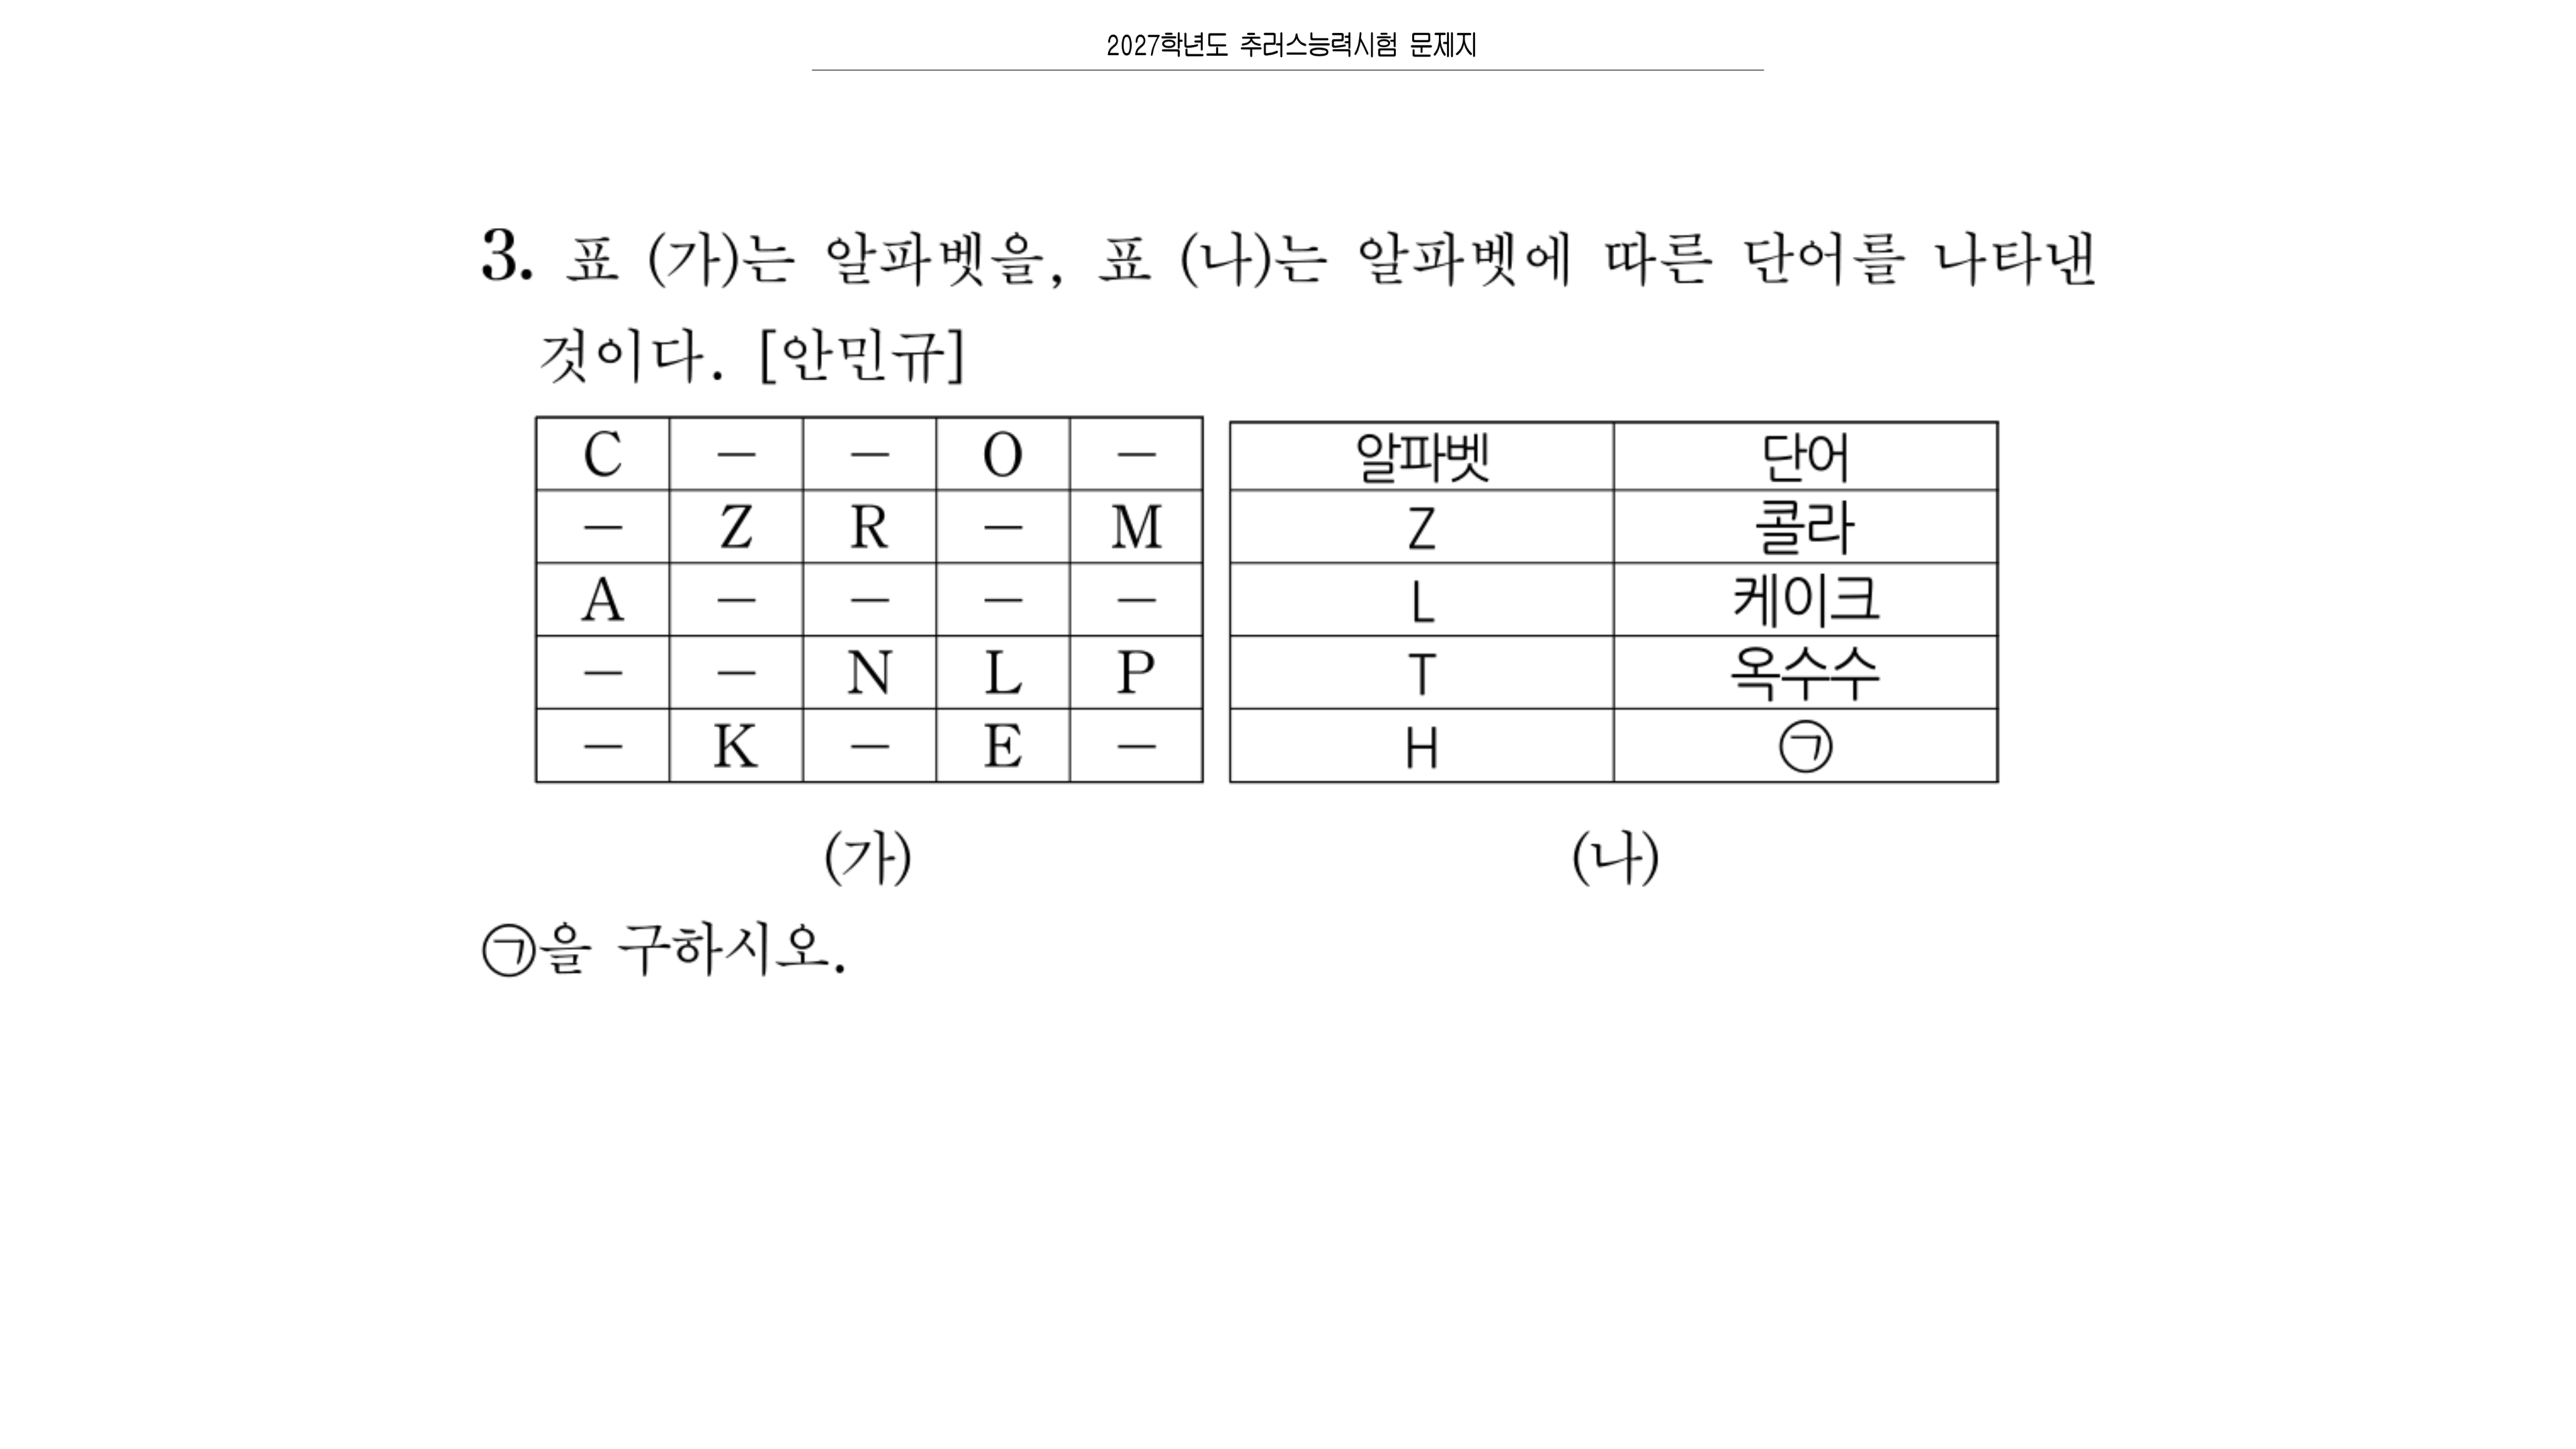 2027학년도 추러스능력시험 문제지
3. 표 (가)는 알파벳을, 표 (나)는 알파벳에 따른 단어를 나타낸
것이다. [안민규]
C − − O −
− Z R − M
A − − − −
− − N L P
− K − E −
(가)
알파벳 단어
Z 콜라
L 케이크
T 옥수수
H ㉠
(나)
㉠을 구하시오.